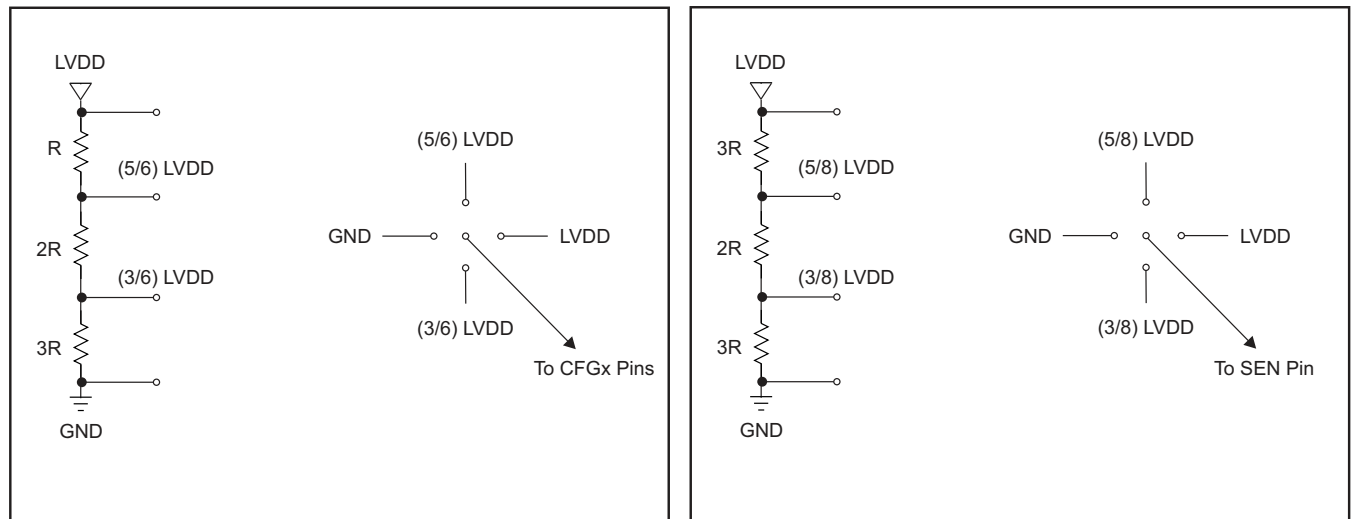 LVDD
R
(5/6) LVDD
2R
(3/6) LVDD
3R
GND
(5/6) LVDD
GND
LVDD
(3/6) LVDD
To CFGx Pins
LVDD
3R
(5/8) LVDD
2R
(3/8) LVDD
3R
GND
(5/8) LVDD
GND
LVDD
(3/8) LVDD
To SEN Pin